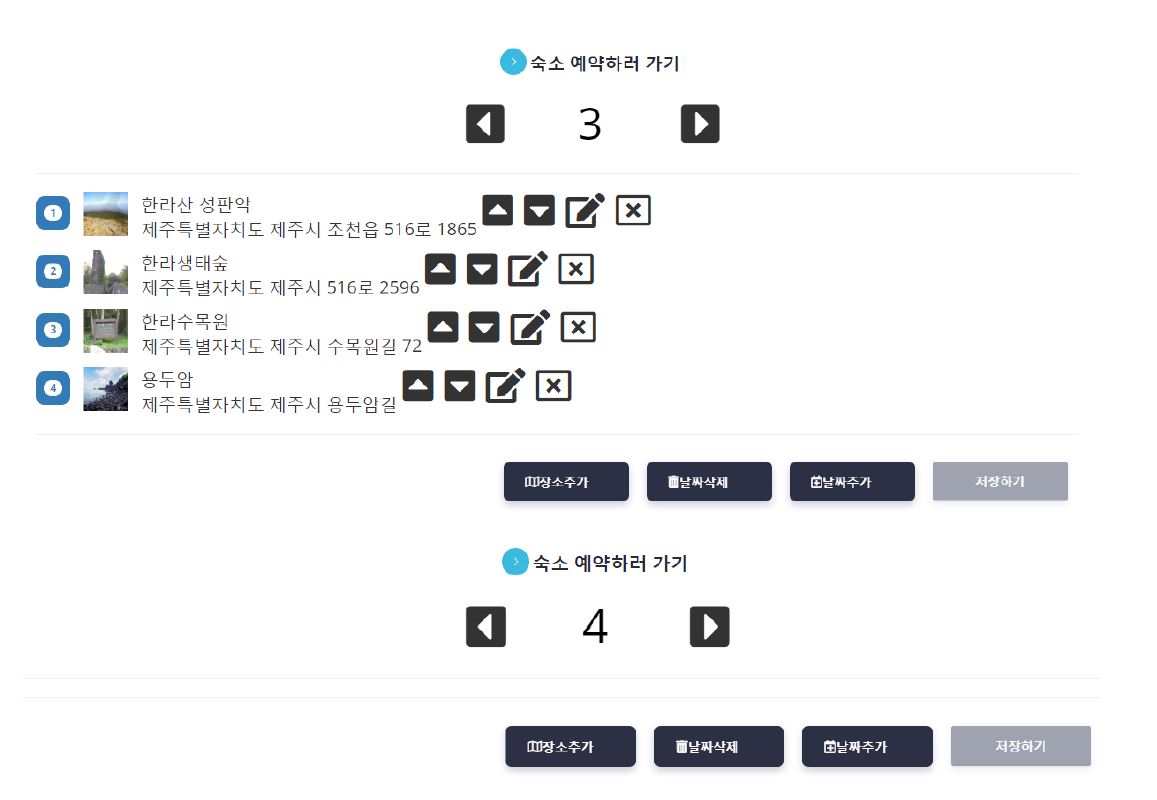 숙소 예약하러 가기
3
1
한라산 성판악
제주특별자치도 제주시 조천읍 516로 1865
2
한라생태숲
제주특별자치도 제주시 516로 2596
3
한라수목원
제주특별자치도 제주시 수목원길 72
4
용두암
제주특별자치도 제주시 용두암길
장소추가 날짜삭제 날짜추가 저장하기
숙소 예약하러 가기
4
장소추가 날짜삭제 날짜추가 저장하기